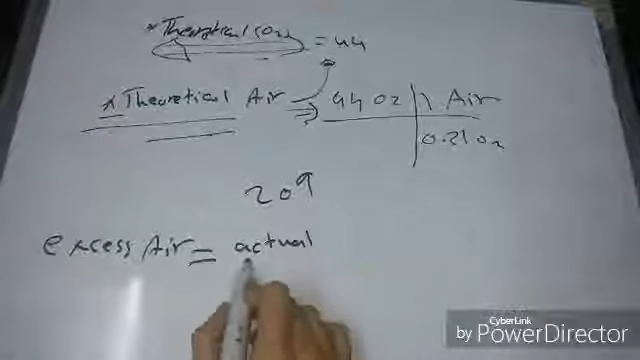 * Theoretical (O2) = 44
* Theoretical Air ⇒ 44 O2 | 1 Air
0.21 O2
209
excess Air = actual
CyberLink
by PowerDirector